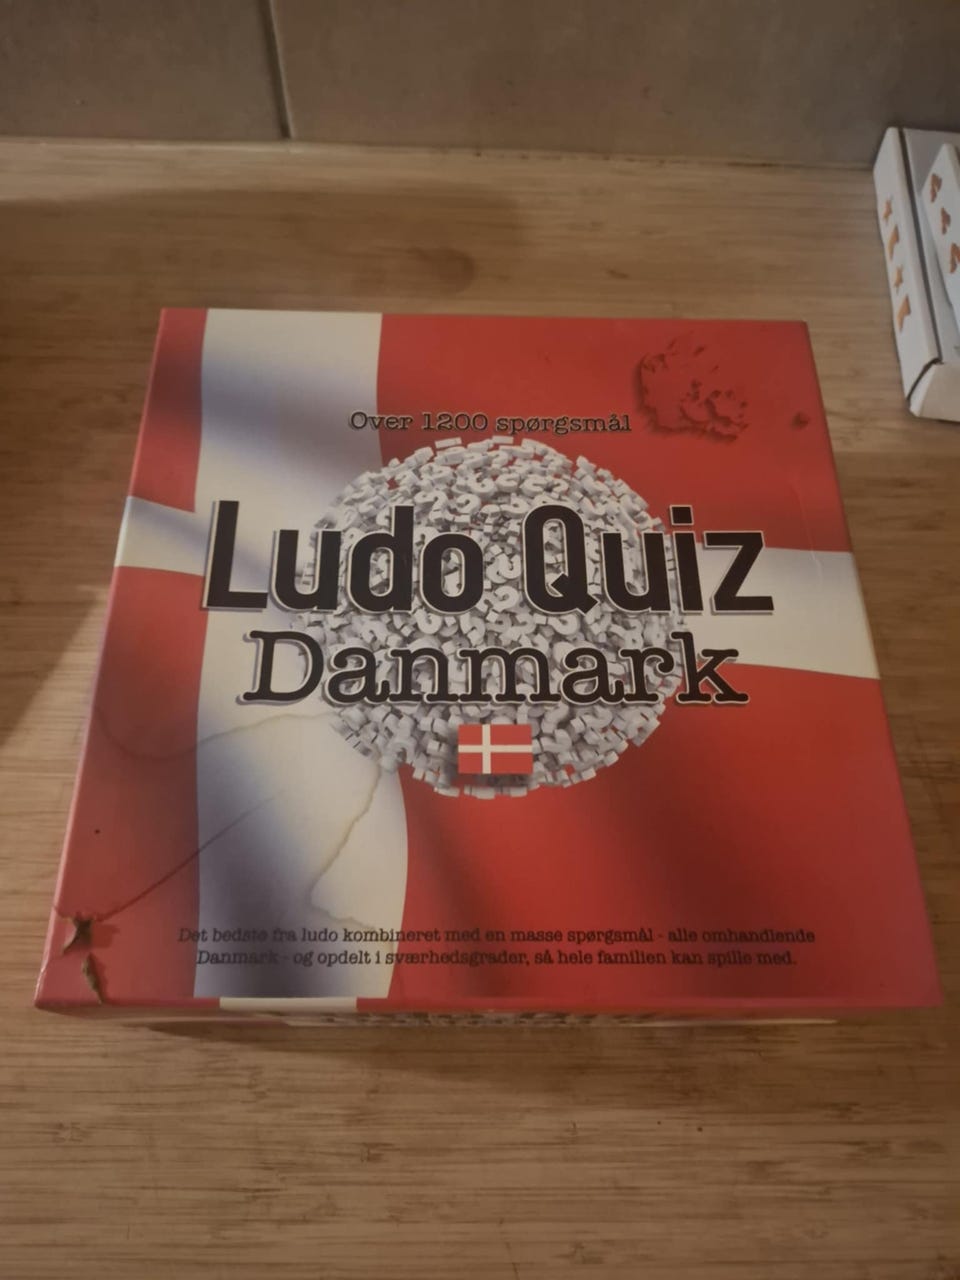 Over 1200 spørgsmål
Ludo Quiz
Danmark
Det bedste fra ludo kombineret med en masse spørgsmål - alle omhandlende
Danmark - og opdelt i sværhedsgrader, så hele familien kan spille med.